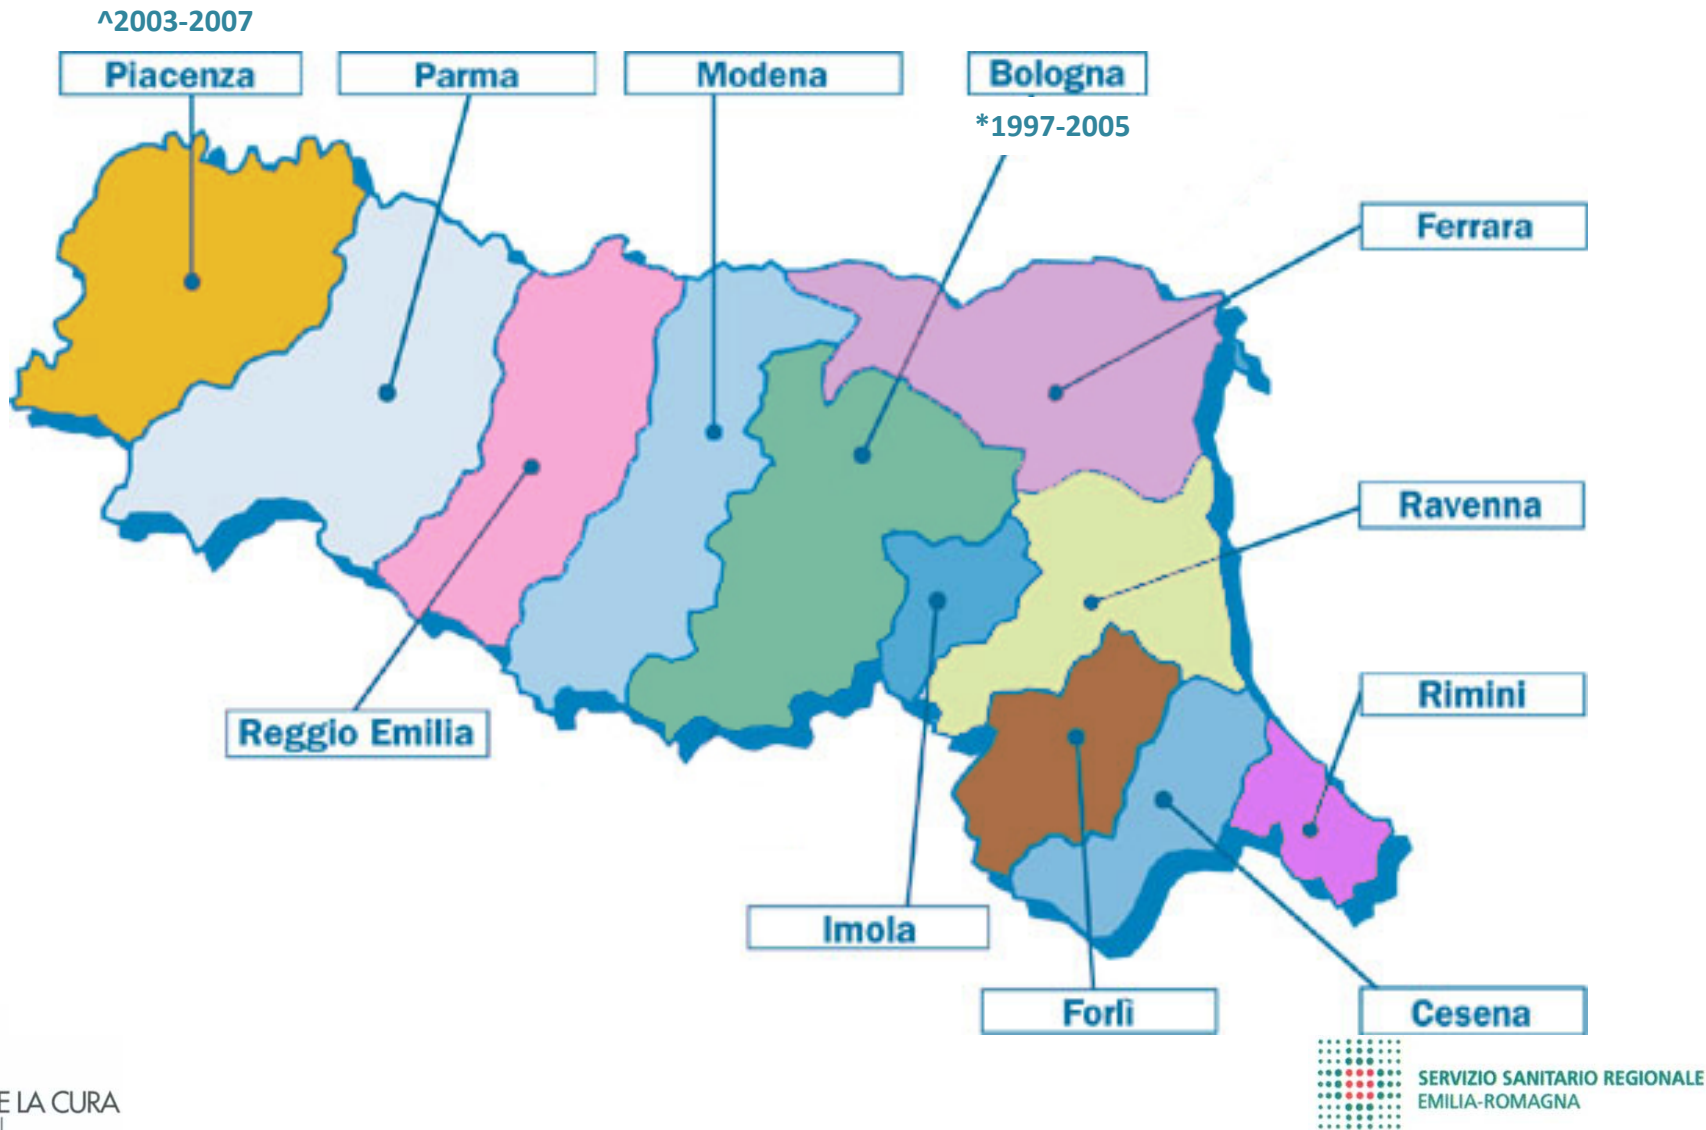 ^2003-2007
Piacenza
Parma
Modena
Bologna
*1997-2005
Ferrara
Ravenna
Rimini
Reggio Emilia
Imola
Forlì
Cesena
E LA CURA
SERVIZIO SANITARIO REGIONALE
EMILIA-ROMAGNA